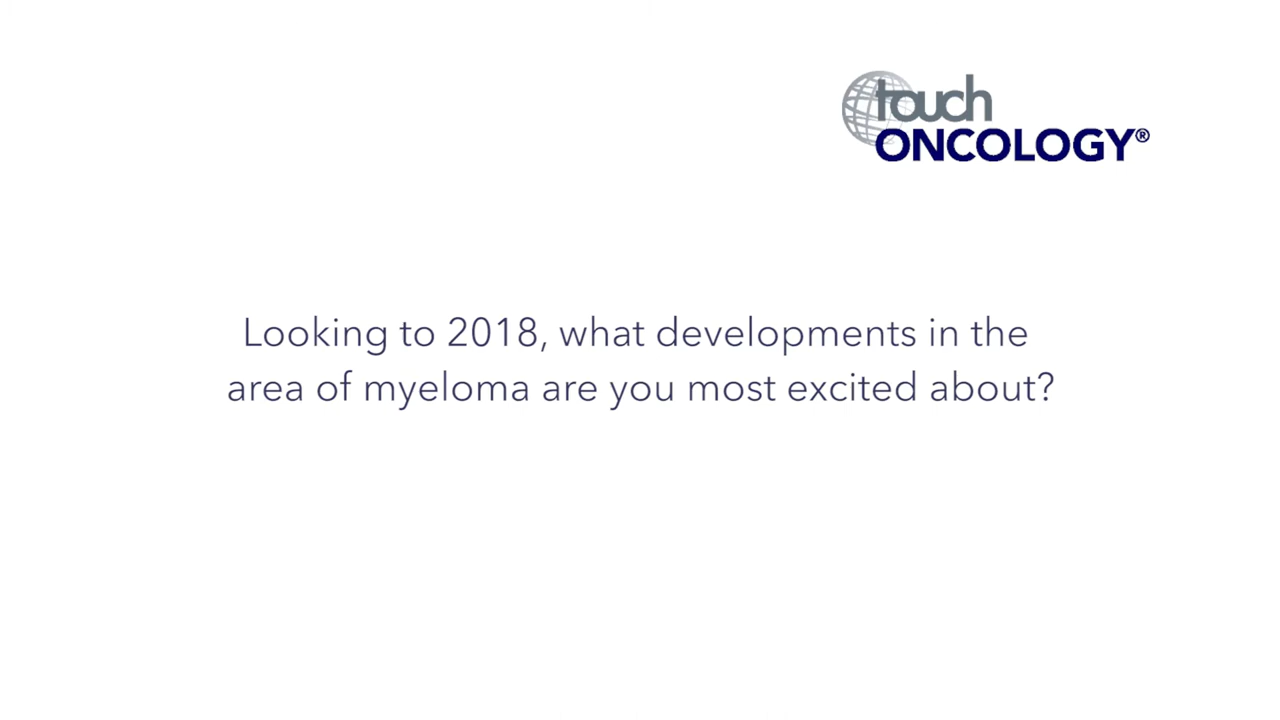 touch
ONCOLOGY®
Looking to 2018, what developments in the
area of myeloma are you most excited about?